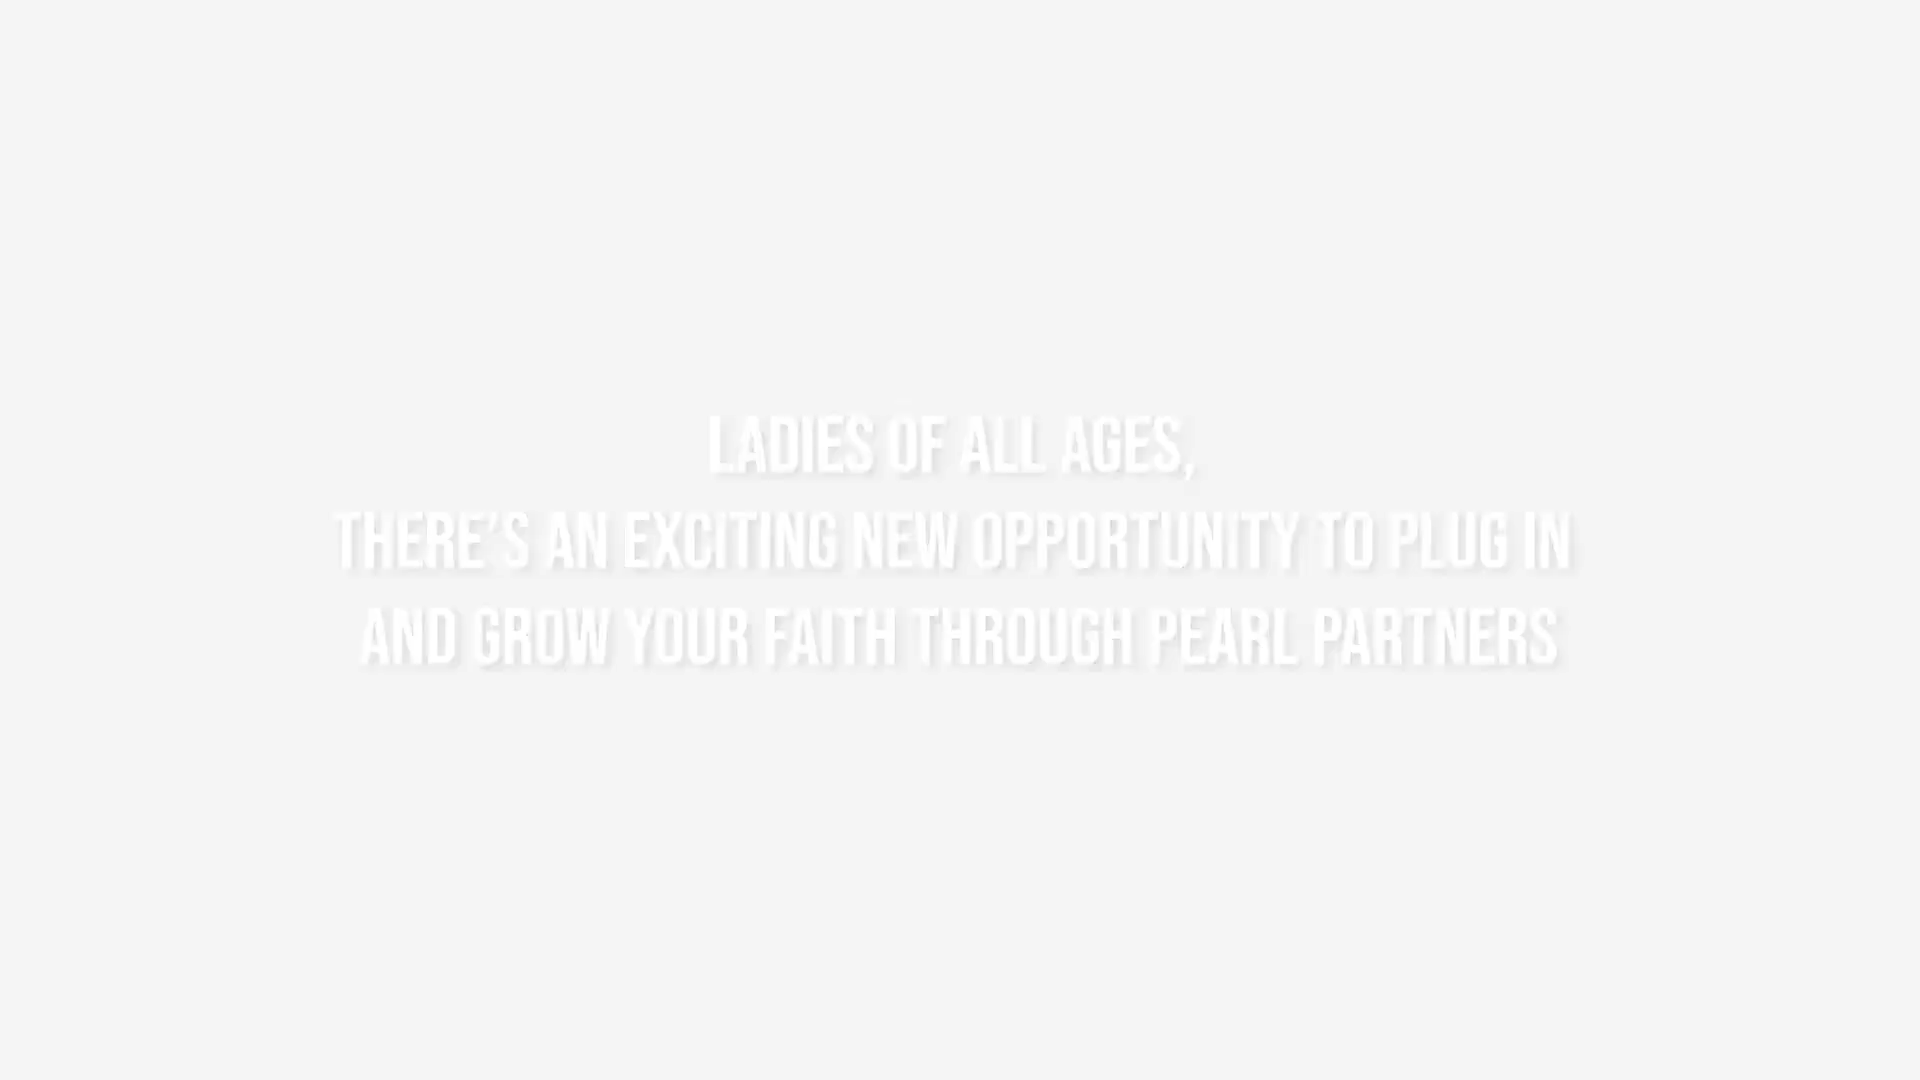 LADIES OF ALL AGES,
THERE'S AN EXCITING NEW OPPORTUNITY TO PLUG IN
AND GROW YOUR FAITH THROUGH PEARL PARTNERS